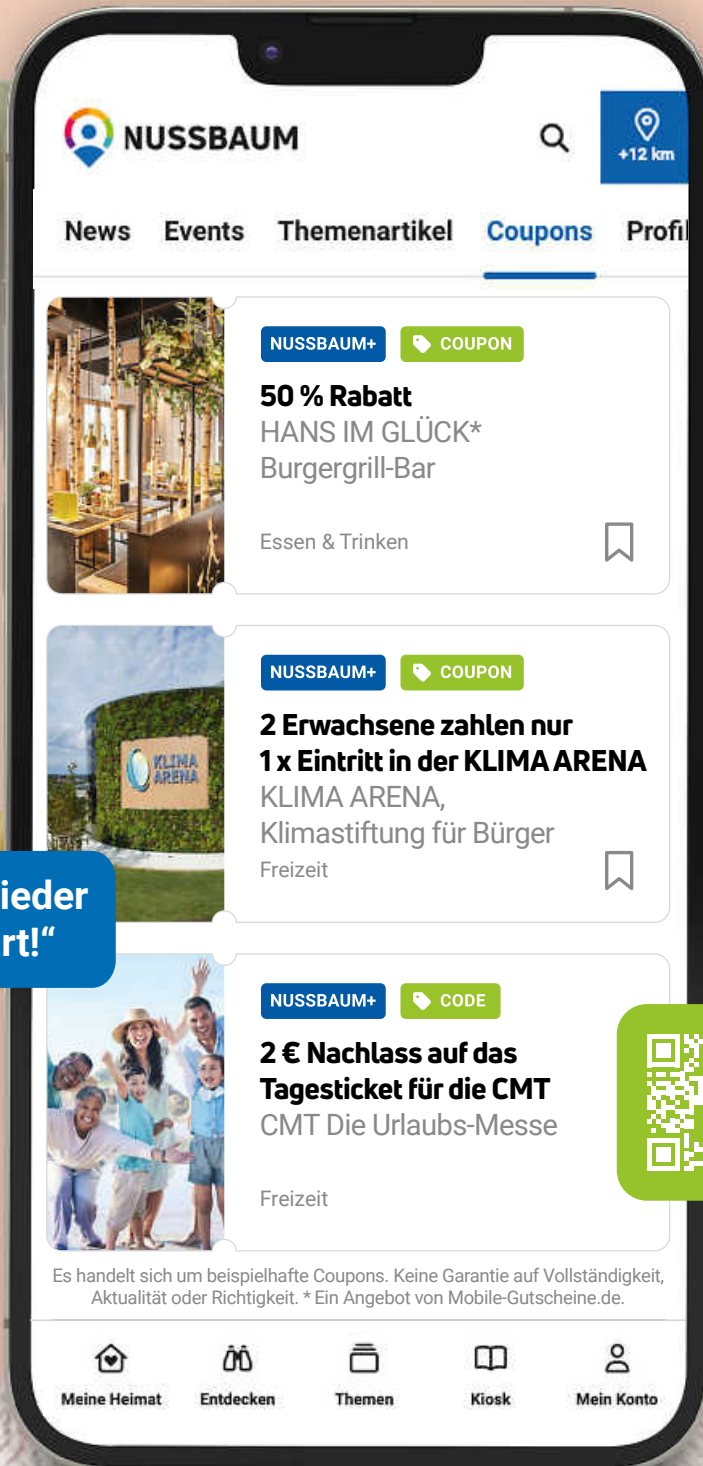 NUSSBAUM
+12 km
News Events Themenartikel Coupons Profil
NUSSBAUM+ COUPON
50 % Rabatt
HANS IM GLÜCK*
Burgergrill-Bar
Essen & Trinken
NUSSBAUM+ COUPON
KLIMA
ARENA
2 Erwachsene zahlen nur
1 x Eintritt in der KLIMA ARENA
KLIMA ARENA,
Klimastiftung für Bürger
Freizeit
ieder
rt!“
NUSSBAUM+ CODE
2 € Nachlass auf das
Tagesticket für die CMT
CMT Die Urlaubs-Messe
Freizeit
Es handelt sich um beispielhafte Coupons. Keine Garantie auf Vollständigkeit,
Aktualität oder Richtigkeit. * Ein Angebot von Mobile-Gutscheine.de.
Meine Heimat Entdecken Themen Kiosk Mein Konto